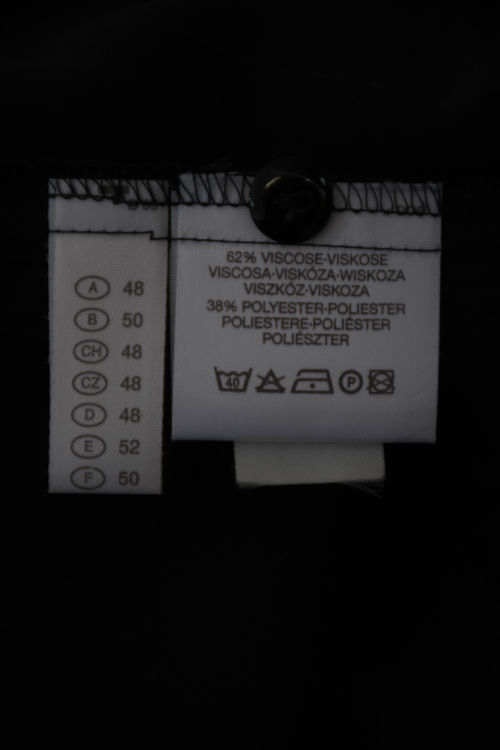 A 48
B 50
CH 48
CZ 48
D 48
E 52
F 50
62% VISCOSE·VISKOSE
VISCOSA·VISKÓZA·WISKOZA
VISZKÓZ·VISKOZA
38% POLYESTER·POLIESTER
POLIESTERE·POLIÉSTER
POLIÉSZTER
40 P